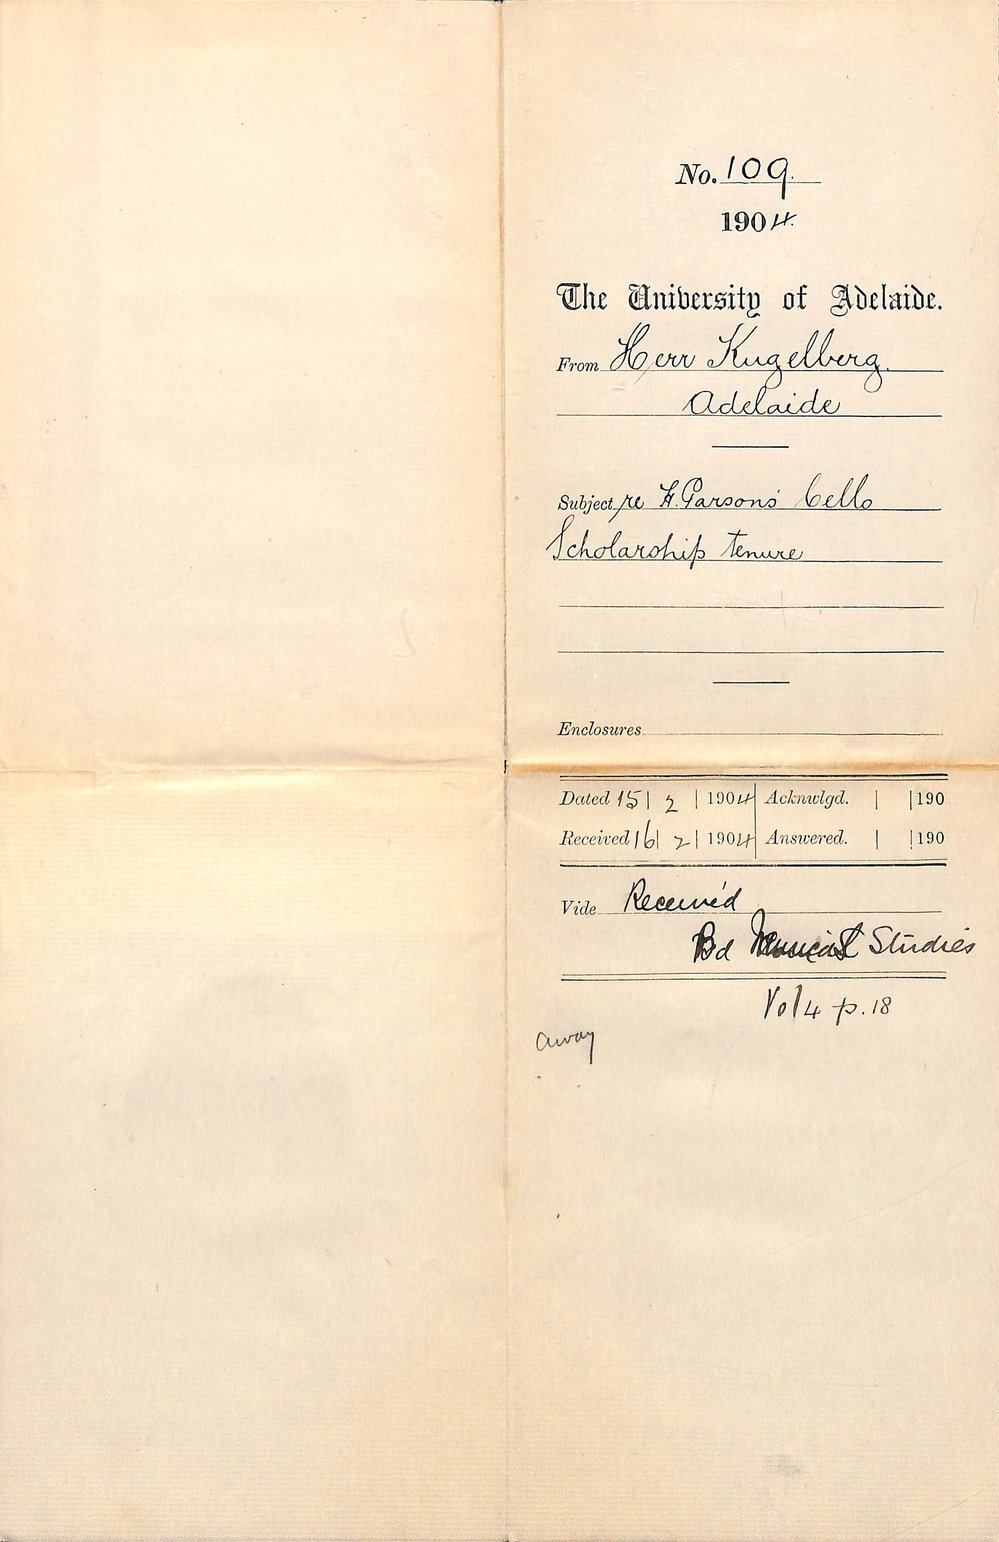 No. 109.
1904.
The University of Adelaide.
From Herr Kugelberg.
Adelaide
Subject re H. Parsons' Cello
Scholarship tenure
Enclosures
Dated 15 | 2 | 1904 Acknwlgd. | | 190
Received 16 | 2 | 1904 Answered. | | 190
Vide Received
Bd Musical Studies
Vol 4 p. 18
away